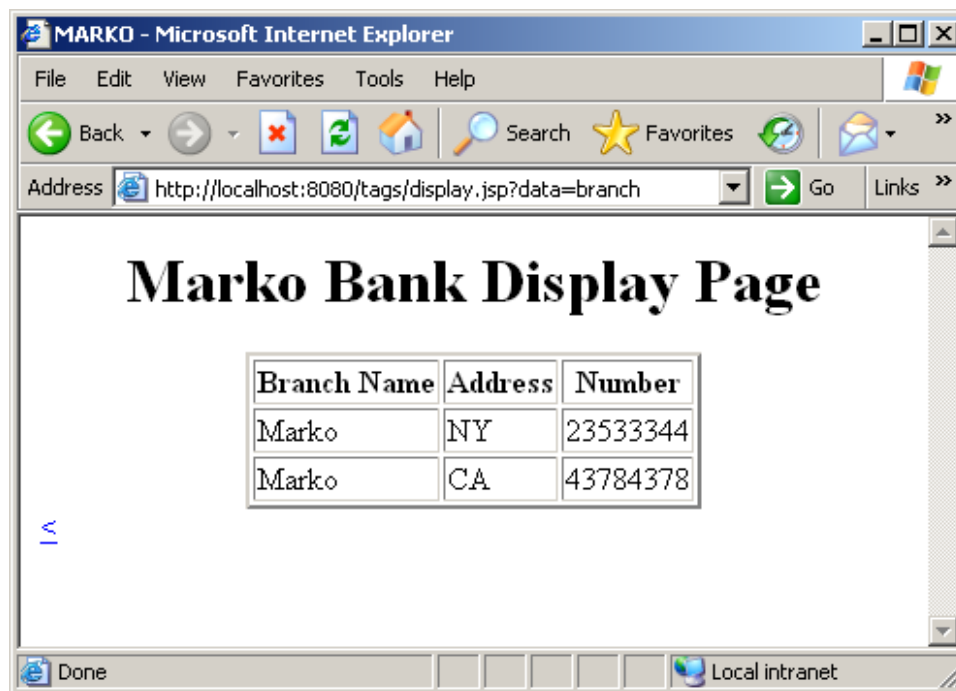 MARKO - Microsoft Internet Explorer
File Edit View Favorites Tools Help
Back Search Favorites »
Address http://localhost:8080/tags/display.jsp?data=branch Go Links »
Marko Bank Display Page
Branch Name Address Number
Marko NY 23533344
Marko CA 43784378
<
Done Local intranet